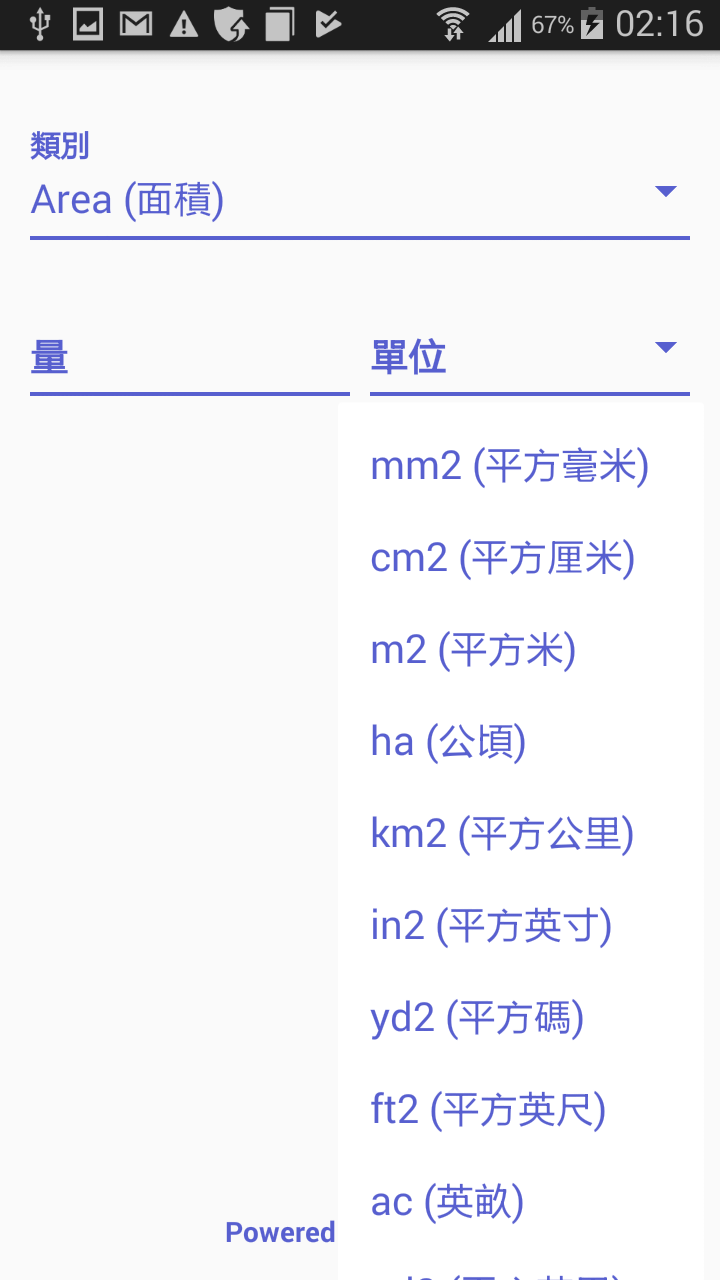 67% 02:16
類別
Area (面積)
量 單位
mm2 (平方毫米)
cm2 (平方厘米)
m2 (平方米)
ha (公頃)
km2 (平方公里)
in2 (平方英寸)
yd2 (平方碼)
ft2 (平方英尺)
ac (英畝)
Powered